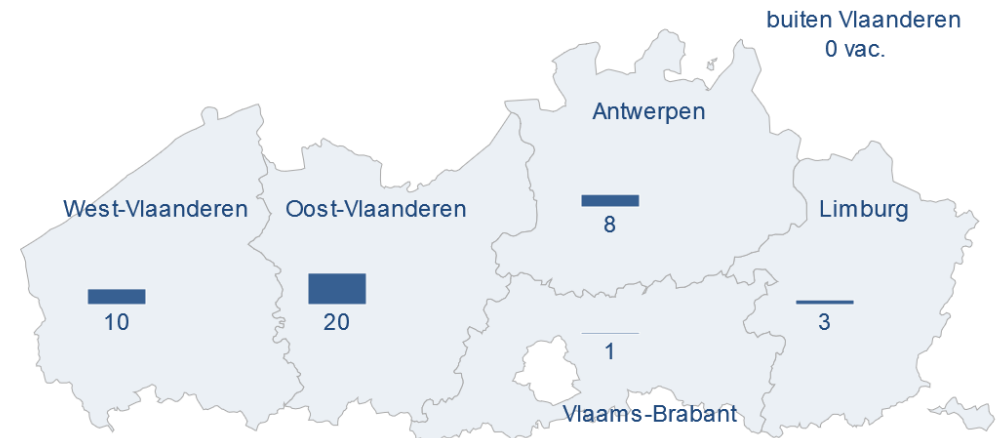 buiten Vlaanderen
0 vac.
Antwerpen
8
West-Vlaanderen
10
Oost-Vlaanderen
20
Limburg
3
1
Vlaams-Brabant